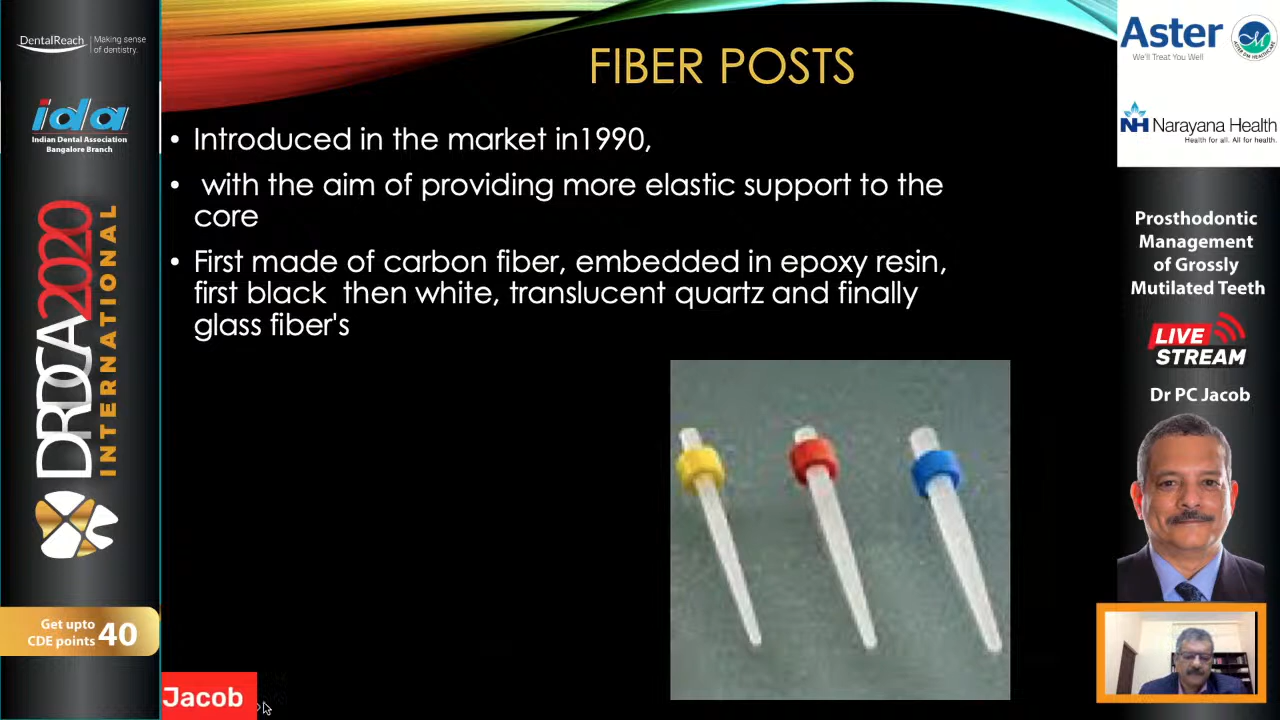 DentalReach
Making sense
of dentistry.
ida
Indian Dental Association
Bangalore Branch
DRDCA2020
INTERNATIONAL
Get upto
CDE points
40
FIBER POSTS
• Introduced in the market in1990,
• with the aim of providing more elastic support to the
core
• First made of carbon fiber, embedded in epoxy resin,
first black then white, translucent quartz and finally
glass fiber's
Jacob
Aster
We'll Treat You Well
NH Narayana Health
Health for all. All for health.
Prosthodontic
Management
of Grossly
Mutilated Teeth
LIVE
STREAM
Dr PC Jacob